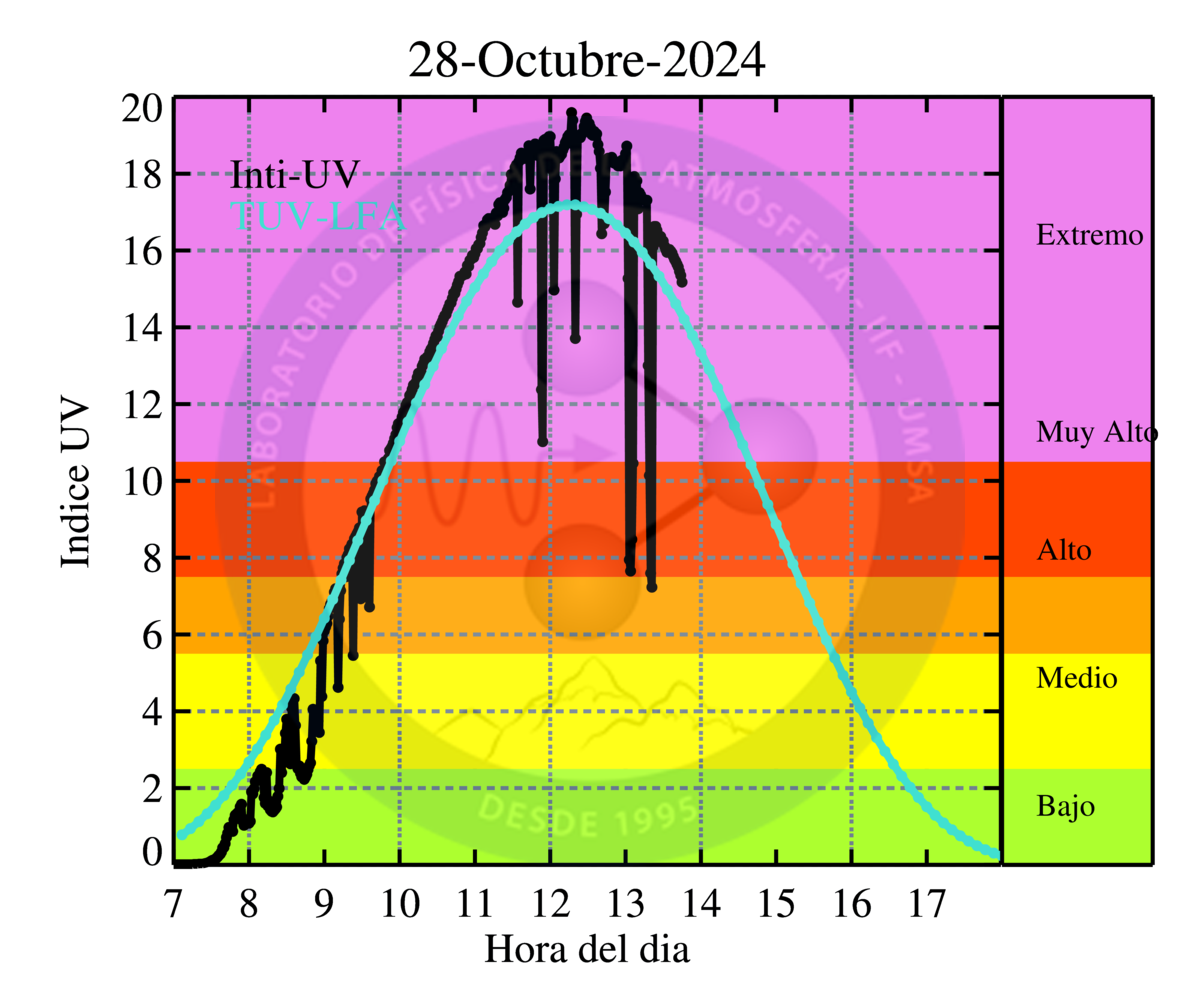 28-Octubre-2024
Indice UV
20
18
16
14
12
10
8
6
4
2
0
Inti-UV
TUV-LFA
LABORATORIO DE FÍSICA DE LA ATMÓSFERA - IIF - UMSA
DESDE 1995
Extremo
Muy Alto
Alto
Medio
Bajo
7 8 9 10 11 12 13 14 15 16 17
Hora del dia